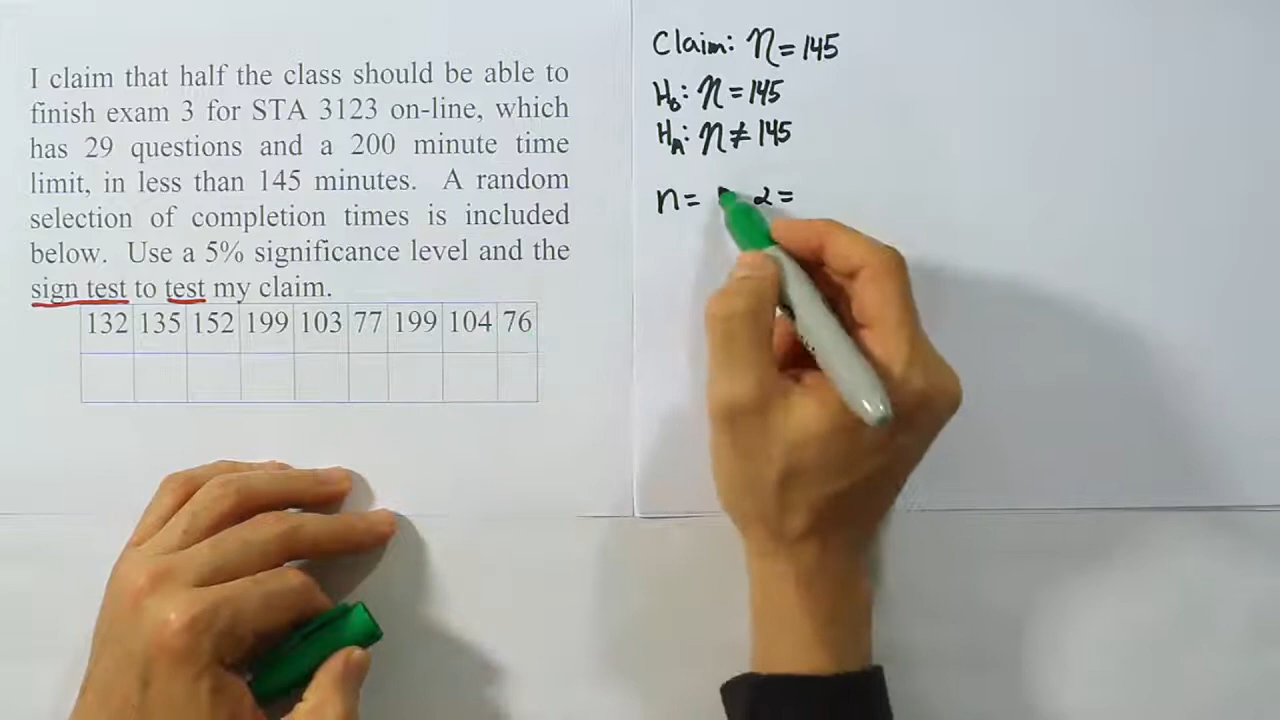 I claim that half the class should be able to
finish exam 3 for STA 3123 on-line, which
has 29 questions and a 200 minute time
limit, in less than 145 minutes. A random
selection of completion times is included
below. Use a 5% significance level and the
sign test to test my claim.
132 135 152 199 103 77 199 104 76
Claim: η = 145
H₀: η = 145
Hₐ: η ≠ 145
n = α =